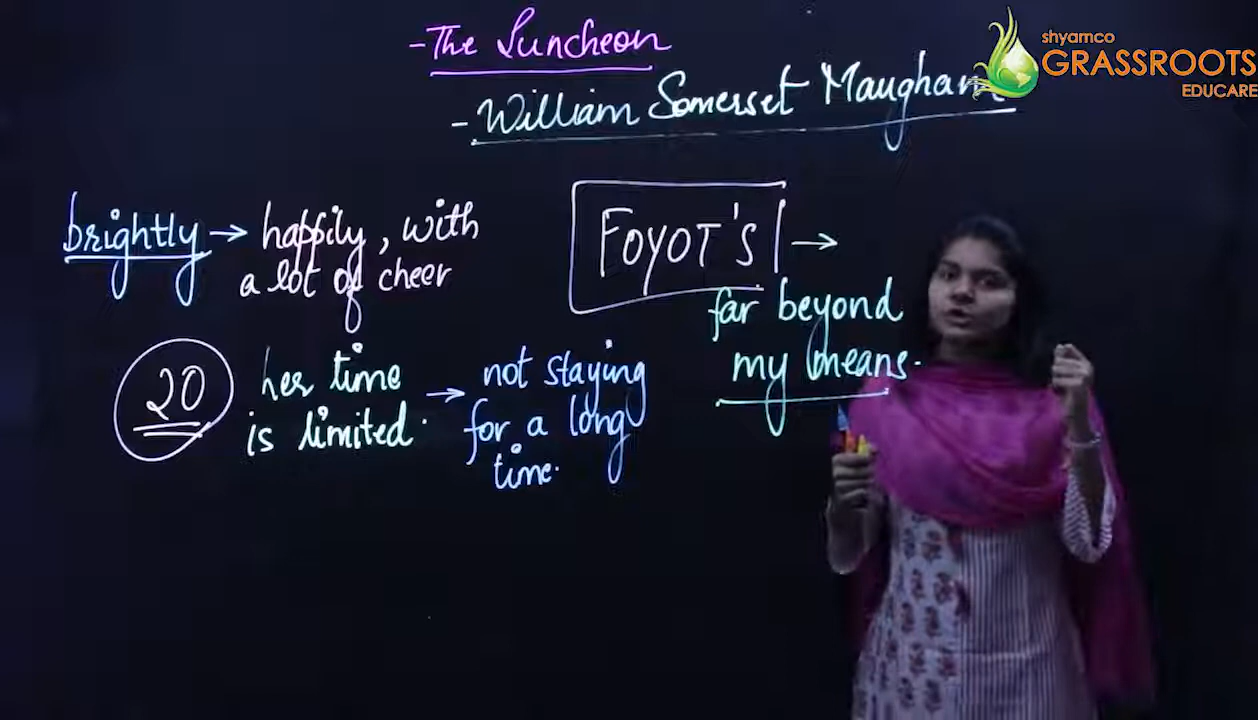 - The Luncheon
- William Somerset Maugham
shyamco
GRASSROOTS
EDUCARE
brightly → happily, with
a lot of cheer
FOYOT'S →
far beyond
my means.
20
her time
is limited. →
not staying
for a long
time.